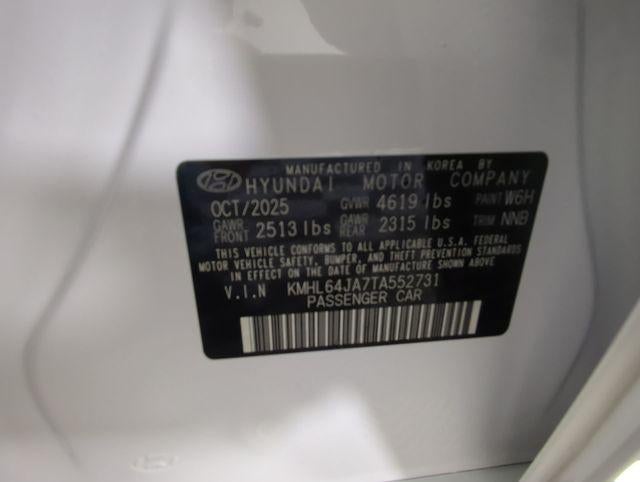 MANUFACTURED IN KOREA BY
HYUNDAI MOTOR COMPANY
OCT/2025 GVWR 4619 lbs PAINT W6H
GAWR FRONT 2513 lbs GAWR REAR 2315 lbs TRIM NNB
THIS VEHICLE CONFORMS TO ALL APPLICABLE U.S.A. FEDERAL
MOTOR VEHICLE SAFETY, BUMPER, AND THEFT PREVENTION STANDARDS
IN EFFECT ON THE DATE OF MANUFACTURE SHOWN ABOVE
V.I.N KMHL64JA7TA552731
PASSENGER CAR